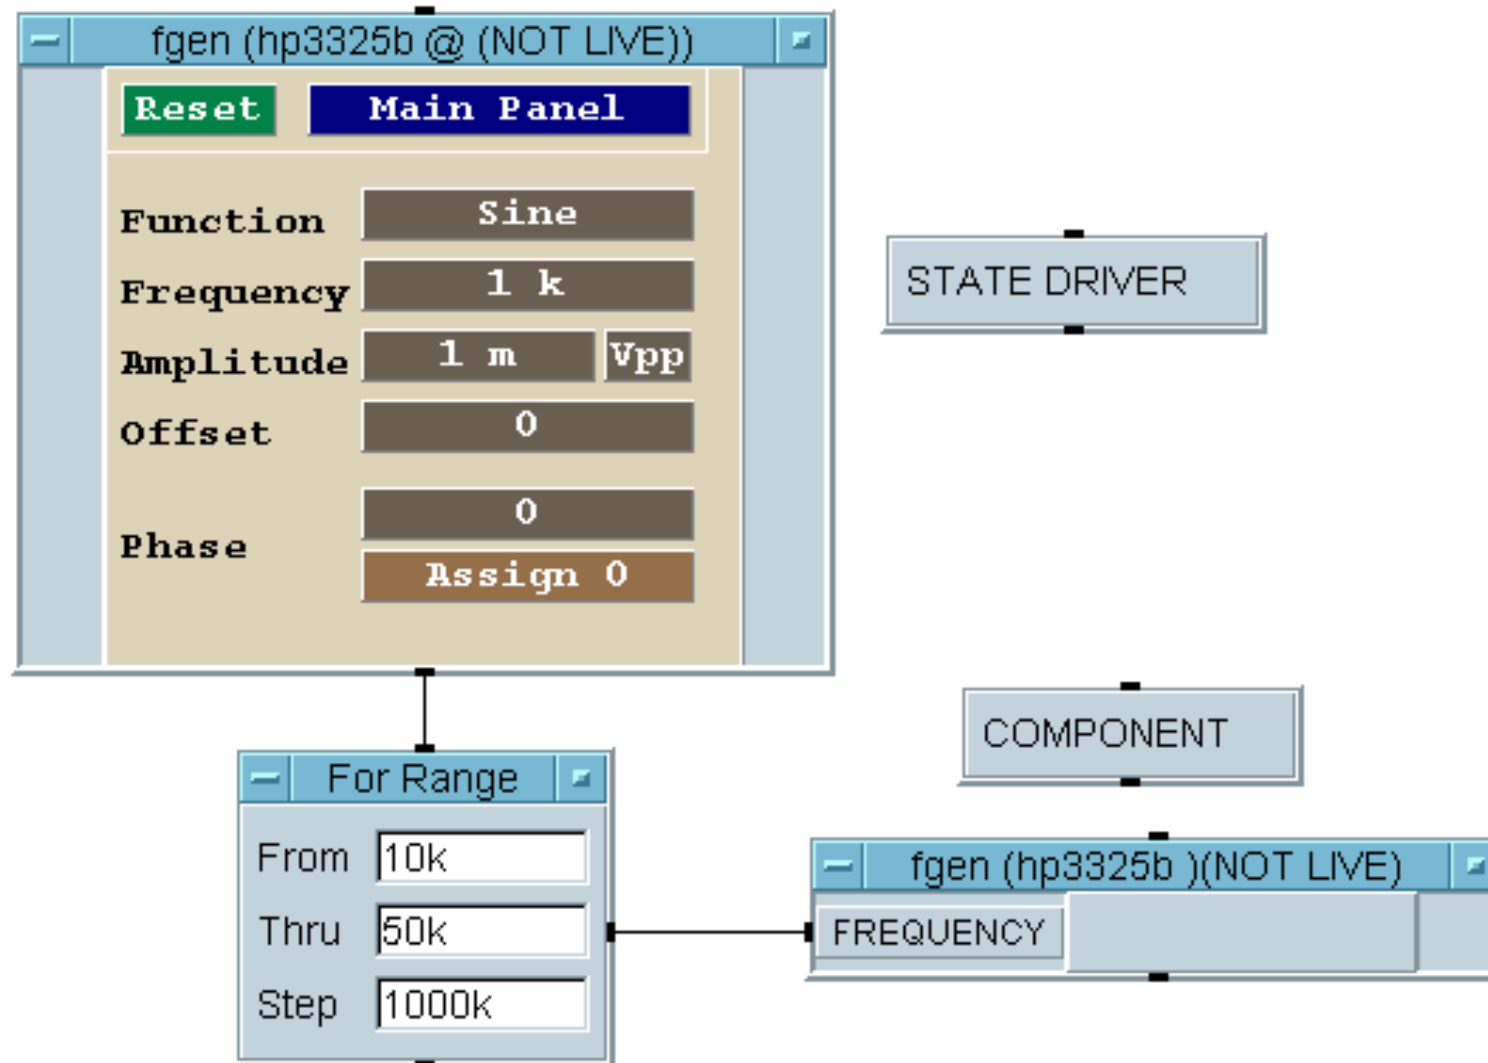 fgen (hp3325b @ (NOT LIVE))
Reset Main Panel
Function Sine
Frequency 1 k
Amplitude 1 m Vpp
Offset 0
Phase 0
Assign 0
STATE DRIVER
COMPONENT
For Range
From 10k
Thru 50k
Step 1000k
fgen (hp3325b )(NOT LIVE)
FREQUENCY